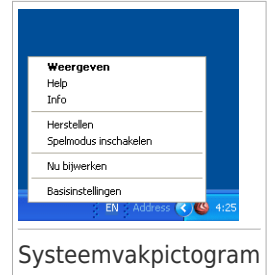 Weergeven
Help
Info
Herstellen
Spelmodus inschakelen
Nu bijwerken
Basisinstellingen
EN Address 4:25
Systeemvakpictogram